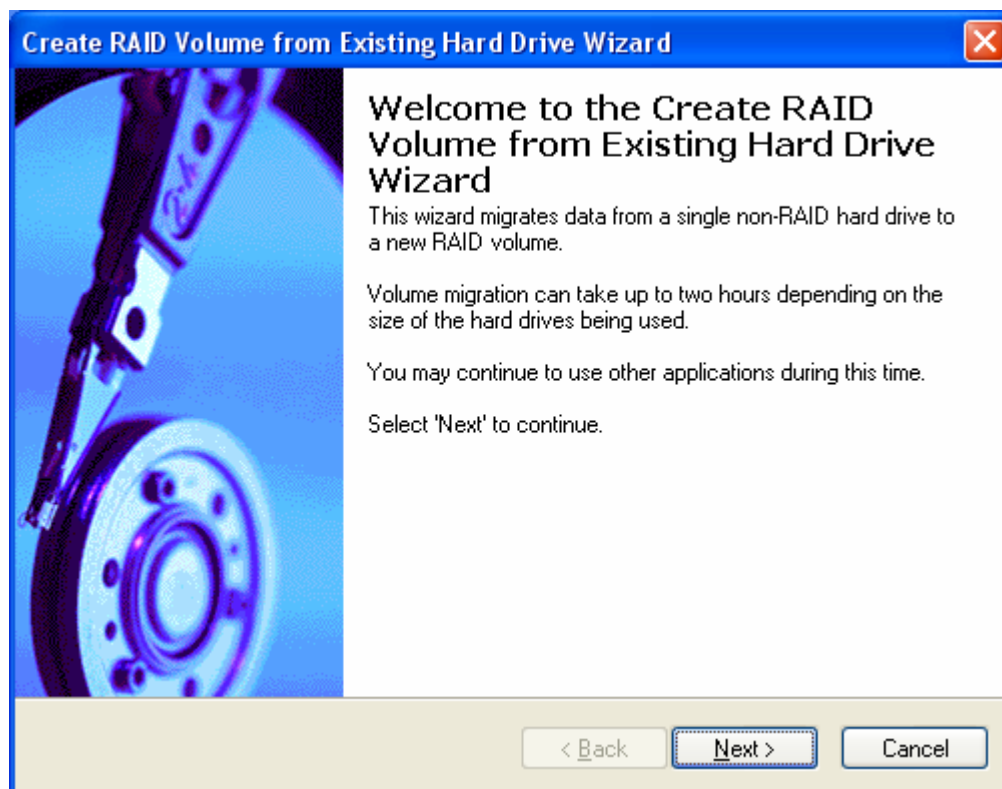 Create RAID Volume from Existing Hard Drive Wizard
Welcome to the Create RAID
Volume from Existing Hard Drive
Wizard
This wizard migrates data from a single non-RAID hard drive to
a new RAID volume.
Volume migration can take up to two hours depending on the
size of the hard drives being used.
You may continue to use other applications during this time.
Select 'Next' to continue.
< Back
Next >
Cancel